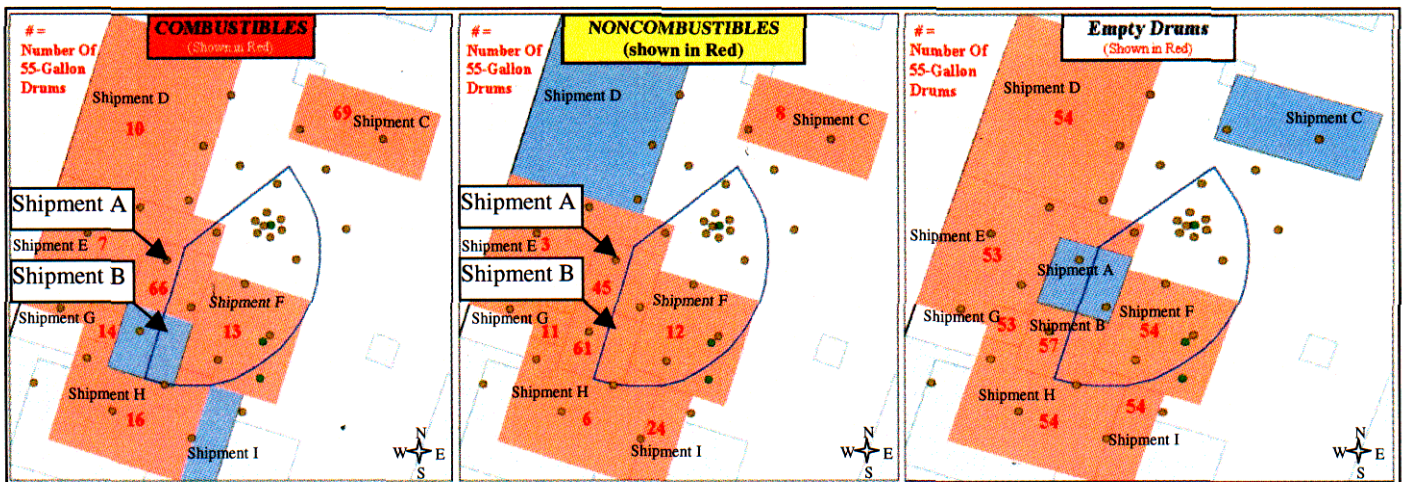 COMBUSTIBLES
(Shown in Red)
# =
Number Of
55-Gallon
Drums
Shipment D
10
69
Shipment C
Shipment A
Shipment E
7
Shipment B
66
Shipment F
Shipment G
14
13
Shipment H
16
Shipment I
N
W E
S
NONCOMBUSTIBLES
(shown in Red)
# =
Number Of
55-Gallon
Drums
Shipment D
8
Shipment C
Shipment A
Shipment E
3
Shipment B
45
Shipment F
Shipment G
11
61
12
Shipment H
6
24
Shipment I
N
W E
S
Empty Drums
(Shown in Red)
# =
Number Of
55-Gallon
Drums
Shipment D
54
Shipment C
Shipment E
53
Shipment A
Shipment F
Shipment G
53
Shipment B
57
54
Shipment H
54
54
Shipment I
N
W E
S